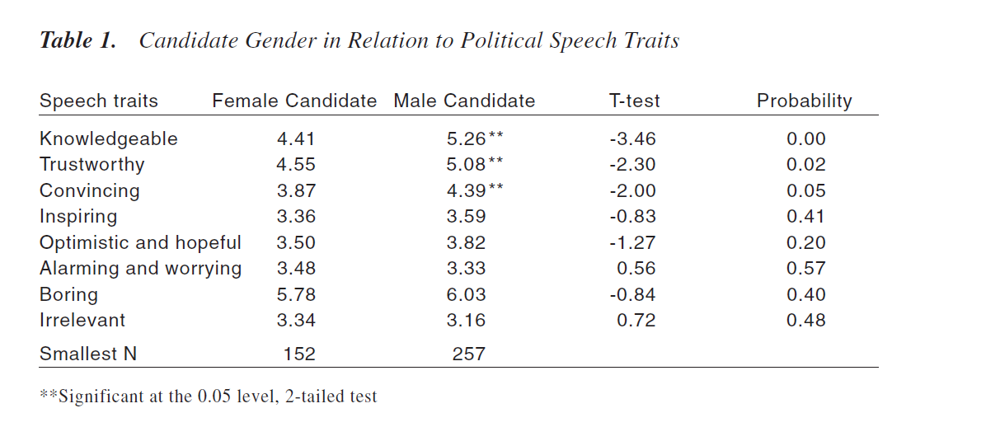 Table 1. Candidate Gender in Relation to Political Speech Traits
Speech traits Female Candidate Male Candidate T-test Probability
Knowledgeable 4.41 5.26** -3.46 0.00
Trustworthy 4.55 5.08** -2.30 0.02
Convincing 3.87 4.39** -2.00 0.05
Inspiring 3.36 3.59 -0.83 0.41
Optimistic and hopeful 3.50 3.82 -1.27 0.20
Alarming and worrying 3.48 3.33 0.56 0.57
Boring 5.78 6.03 -0.84 0.40
Irrelevant 3.34 3.16 0.72 0.48
Smallest N 152 257
**Significant at the 0.05 level, 2-tailed test